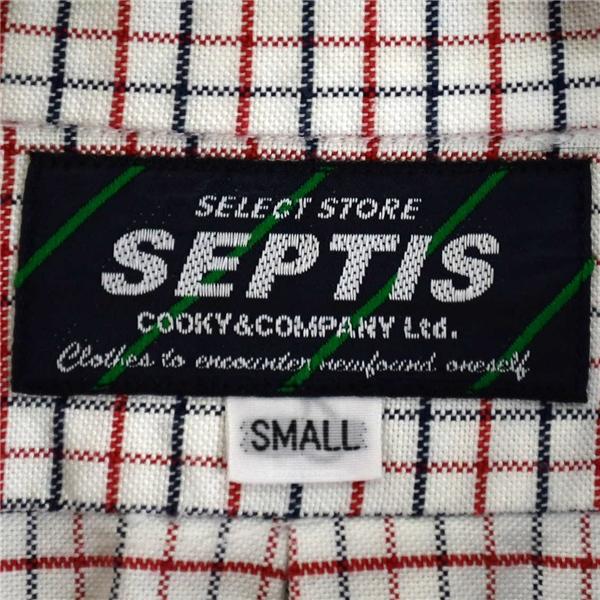 SELECT STORE
SEPTIS
COOKY&COMPANY Ltd.
Clothes to encounter newfound oneself
SMALL